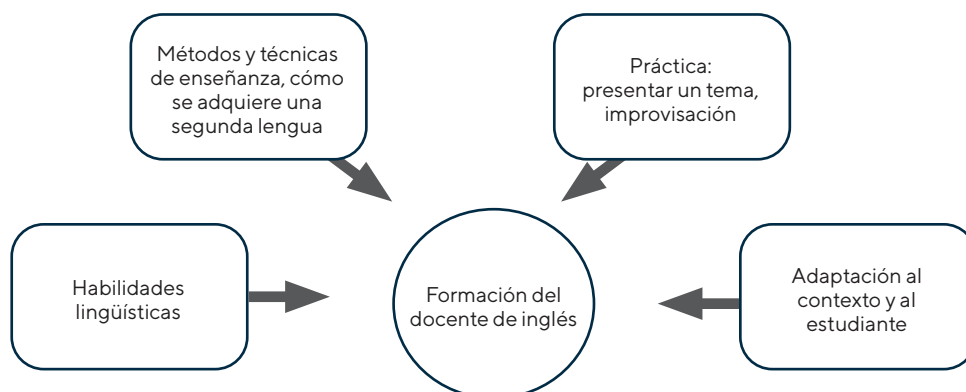 Métodos y técnicas
de enseñanza, cómo
se adquiere una
segunda lengua
Práctica:
presentar un tema,
improvisación
Habilidades
lingüísticas
Formación del
docente de inglés
Adaptación al
contexto y al
estudiante